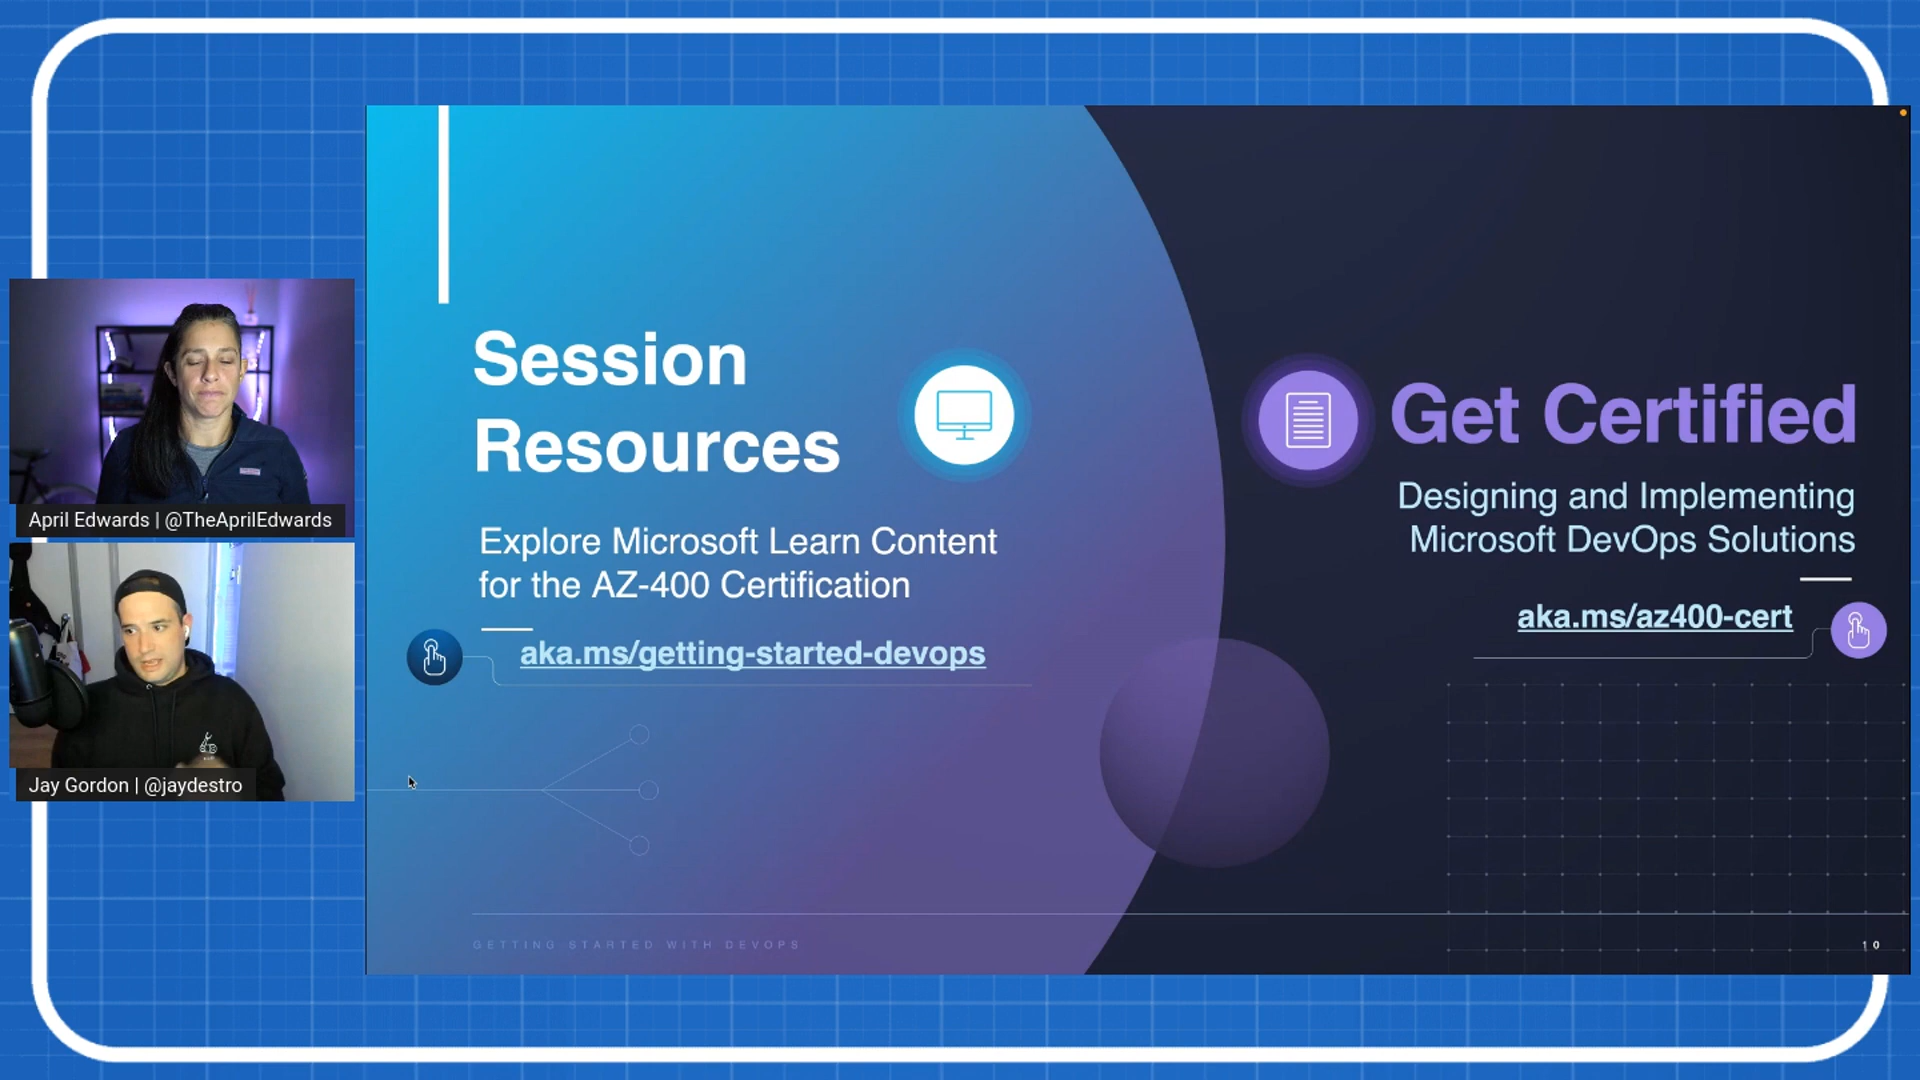 Session
Resources
Explore Microsoft Learn Content
for the AZ-400 Certification
aka.ms/getting-started-devops
Get Certified
Designing and Implementing
Microsoft DevOps Solutions
aka.ms/az400-cert
April Edwards | @TheAprilEdwards
Jay Gordon | @jaydestro
GETTING STARTED WITH DEVOPS
10